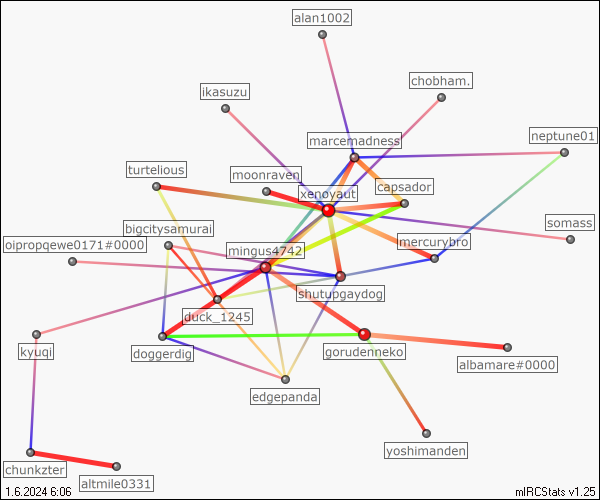 alan1002
chobham.
ikasuzu
neptune01
marcemadness
turtelious
moonraven
xenoyaut
capsador
bigcitysamurai
somass
oipropqewe0171#0000
mingus4742
mercurybro
shutupgaydog
duck_1245
kyuqi
doggerdig
gorudenneko
albamare#0000
edgepanda
yoshimanden
chunkzter
altmile0331
1.6.2024 6:06
mIRCStats v1.25